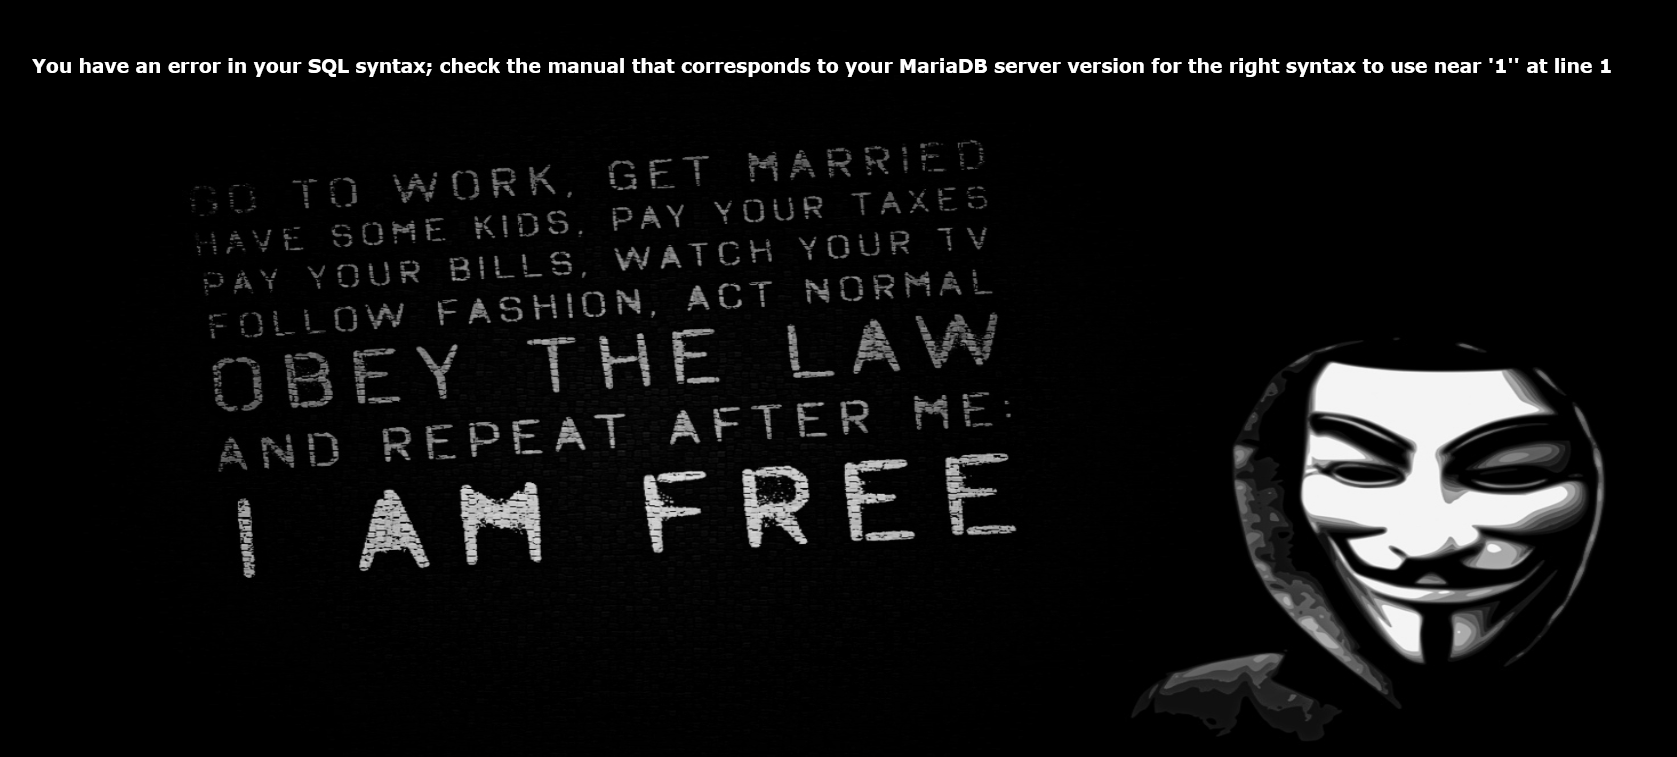 You have an error in your SQL syntax; check the manual that corresponds to your MariaDB server version for the right syntax to use near '1'' at line 1
GO TO WORK, GET MARRIED
HAVE SOME KIDS, PAY YOUR TAXES
PAY YOUR BILLS, WATCH YOUR TV
FOLLOW FASHION, ACT NORMAL
OBEY THE LAW
AND REPEAT AFTER ME:
I AM FREE